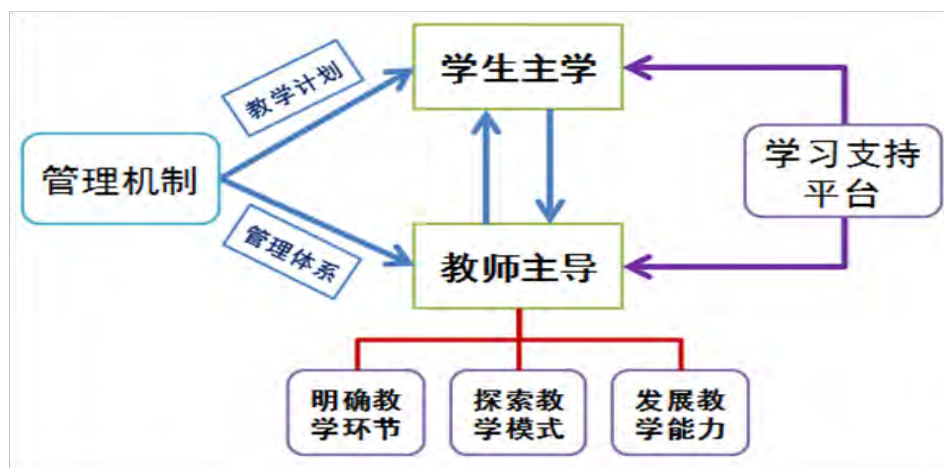 学生主学
教学计划
管理机制
学习支持
平台
管理体系
教师主导
明确教
学环节
探索教
学模式
发展教
学能力